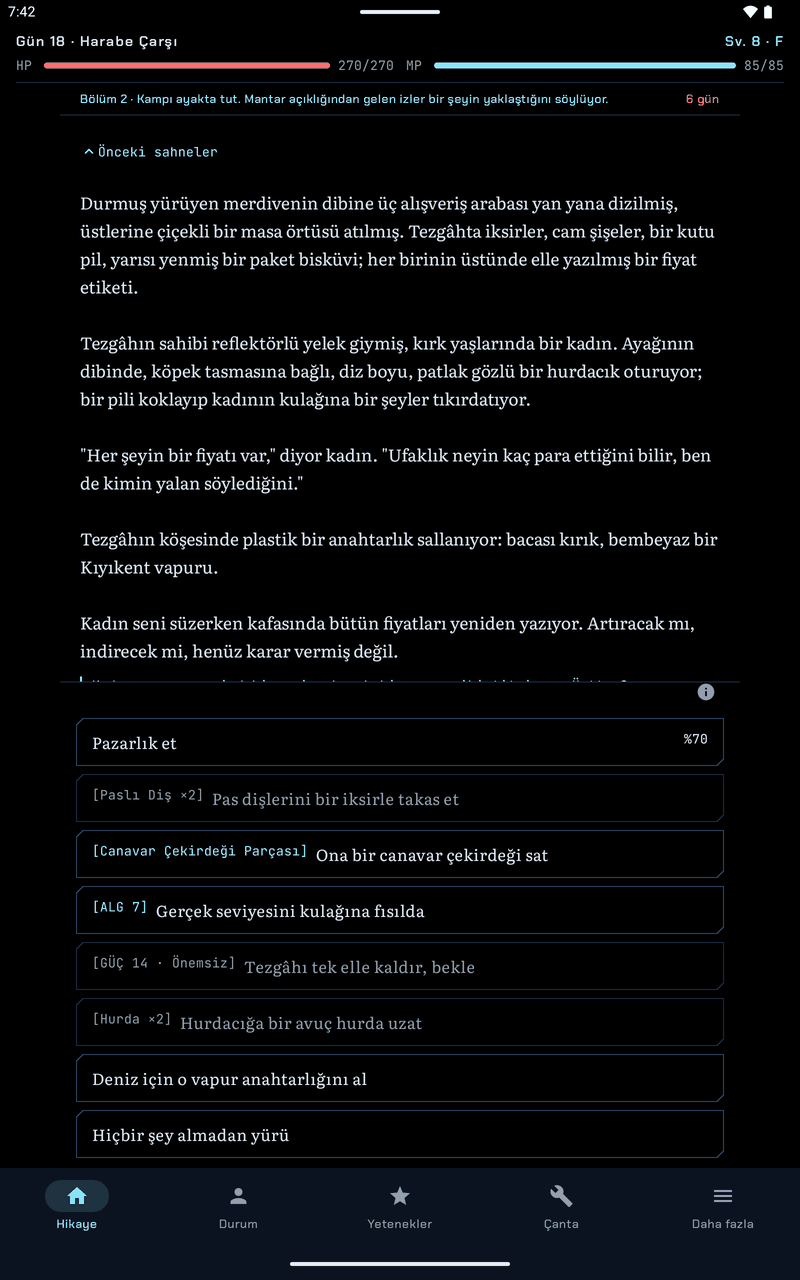 7:42
Gün 18 · Harabe Çarşı
Sv. 8 · F
HP 270/270 MP 85/85
Bölüm 2 · Kampı ayakta tut. Mantar açıklığından gelen izler bir şeyin yaklaştığını söylüyor. 6 gün
Önceki sahneler
Durmuş yürüyen merdivenin dibine üç alışveriş arabası yan yana dizilmiş,
üstlerine çiçekli bir masa örtüsü atılmış. Tezgâhta iksirler, cam şişeler, bir kutu
pil, yarısı yenmiş bir paket bisküvi; her birinin üstünde elle yazılmış bir fiyat
etiketi.
Tezgâhın sahibi reflektörlü yelek giymiş, kırk yaşlarında bir kadın. Ayağının
dibinde, köpek tasmasına bağlı, diz boyu, patlak gözlü bir hurdacık oturuyor;
bir pili koklayıp kadının kulağına bir şeyler tıkırdatıyor.
"Her şeyin bir fiyatı var," diyor kadın. "Ufaklık neyin kaç para ettiğini bilir, ben
de kimin yalan söylediğini."
Tezgâhın köşesinde plastik bir anahtarlık sallanıyor: bacası kırık, bembeyaz bir
Kıyıkent vapuru.
Kadın seni süzerken kafasında bütün fiyatları yeniden yazıyor. Artıracak mı,
indirecek mi, henüz karar vermiş değil.
Pazarlık et %70
[Paslı Diş ×2] Pas dişlerini bir iksirle takas et
[Canavar Çekirdeği Parçası] Ona bir canavar çekirdeği sat
[ALG 7] Gerçek seviyesini kulağına fısılda
[GÜÇ 14 · Önemsiz] Tezgâhı tek elle kaldır, bekle
[Hurda ×2] Hurdacığa bir avuç hurda uzat
Deniz için o vapur anahtarlığını al
Hiçbir şey almadan yürü
Hikaye
Durum
Yetenekler
Çanta
Daha fazla